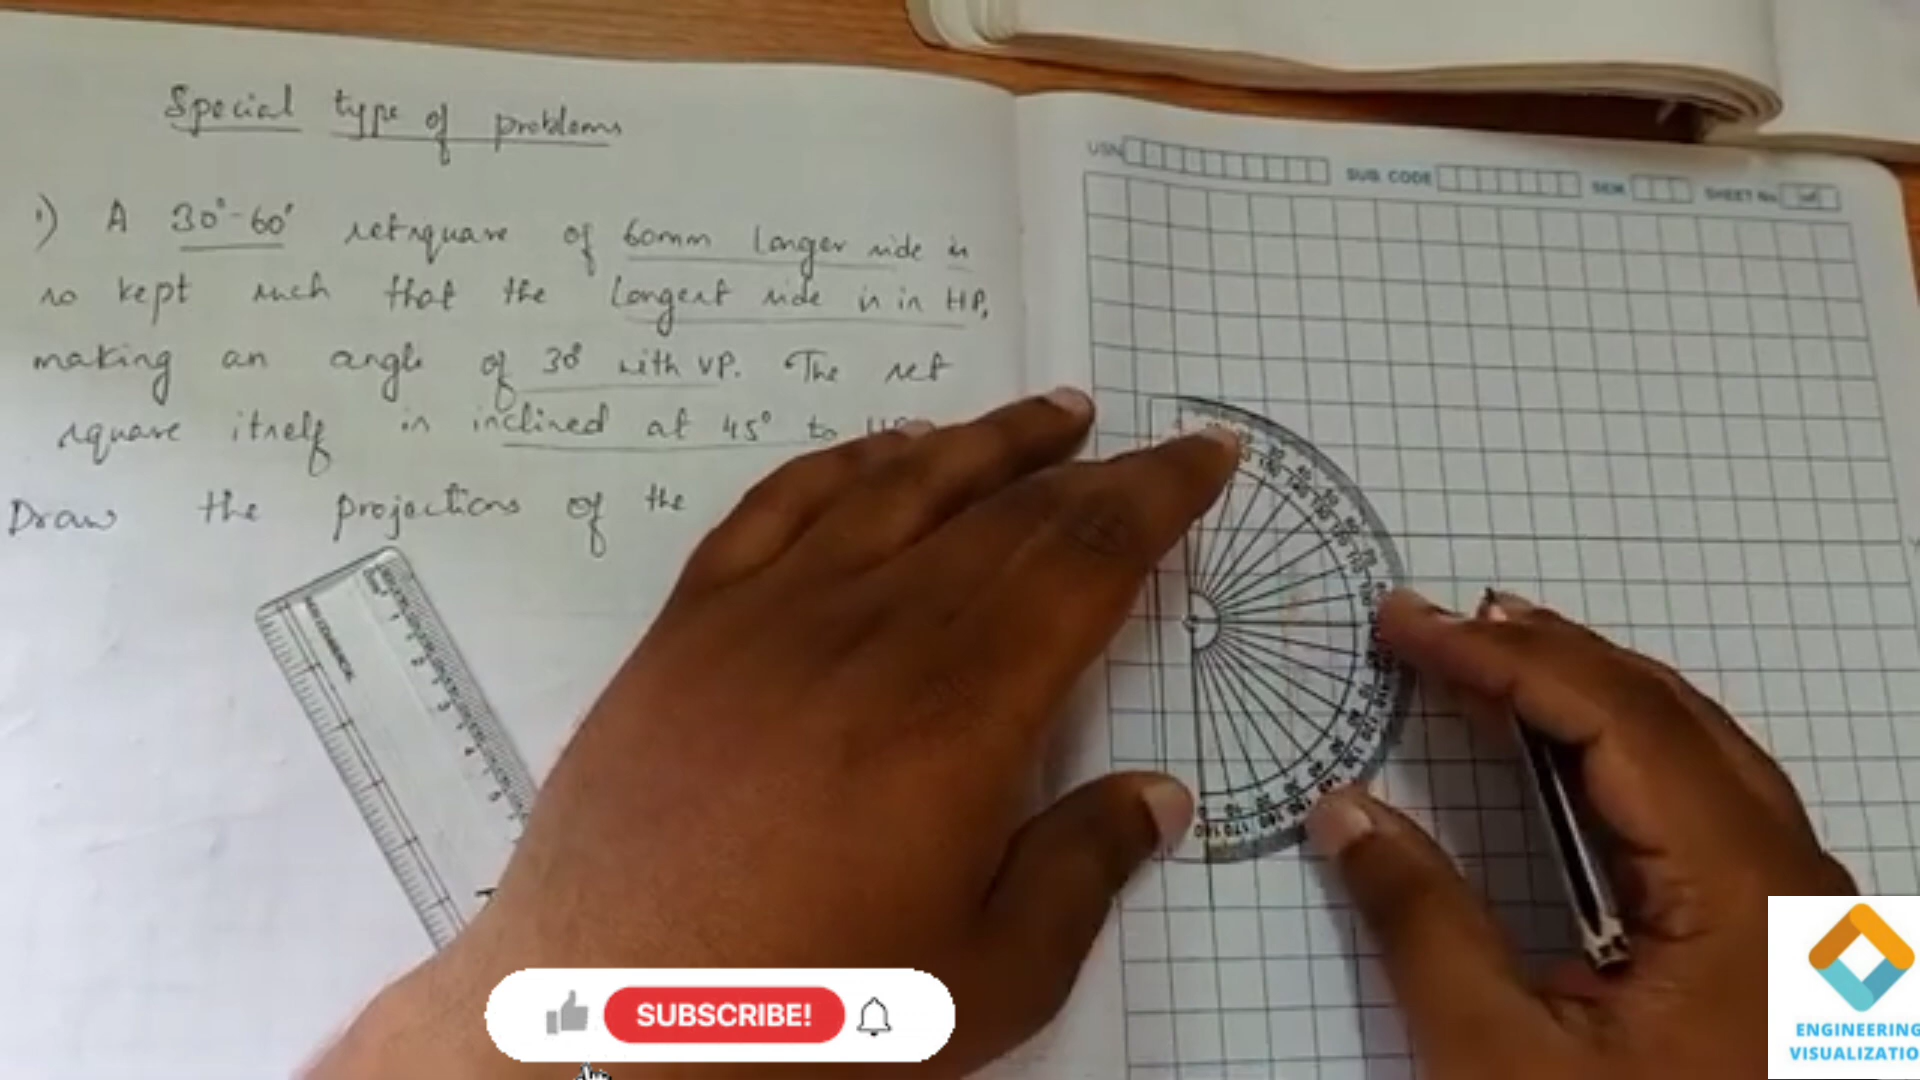 Special type of problems
1) A 30°-60° setsquare of 60mm longer side is
so kept such that the longest side is in HP,
making an angle of 30° with VP. The set
square itself is inclined at 45° to HP
Draw the projections of the
USN SUB. CODE SEM SHEET No
SUBSCRIBE!
ENGINEERING
VISUALIZATIO